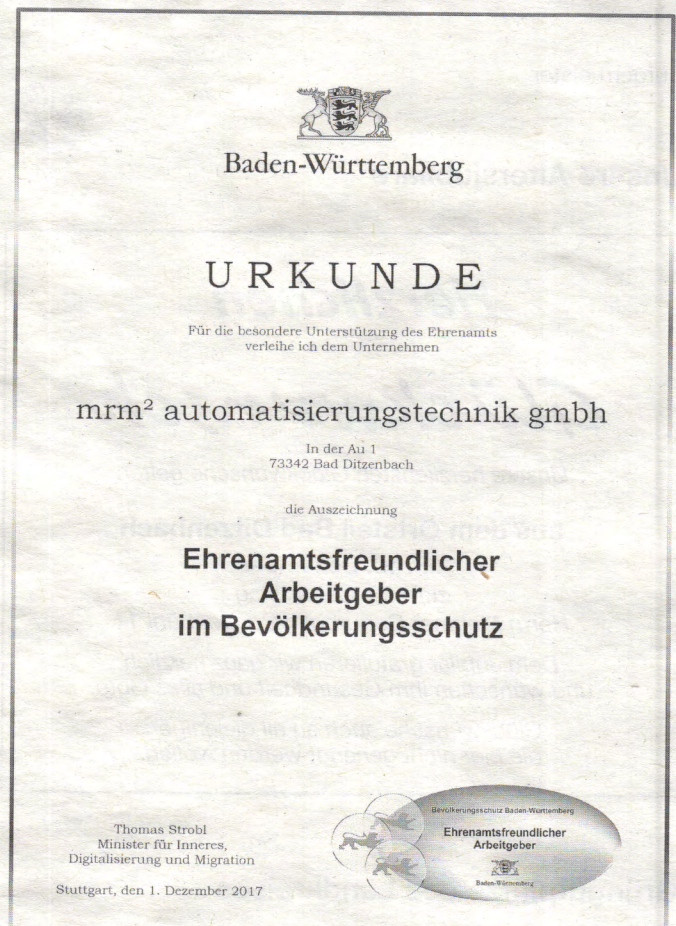 Baden-Württemberg
URKUNDE
Für die besondere Unterstützung des Ehrenamts
verleihe ich dem Unternehmen
mrm² automatisierungstechnik gmbh
In der Au 1
73342 Bad Ditzenbach
die Auszeichnung
Ehrenamtsfreundlicher
Arbeitgeber
im Bevölkerungsschutz
Thomas Strobl
Minister für Inneres,
Digitalisierung und Migration
Stuttgart, den 1. Dezember 2017
Bevölkerungsschutz Baden-Württemberg
Ehrenamtsfreundlicher
Arbeitgeber
Baden-Württemberg